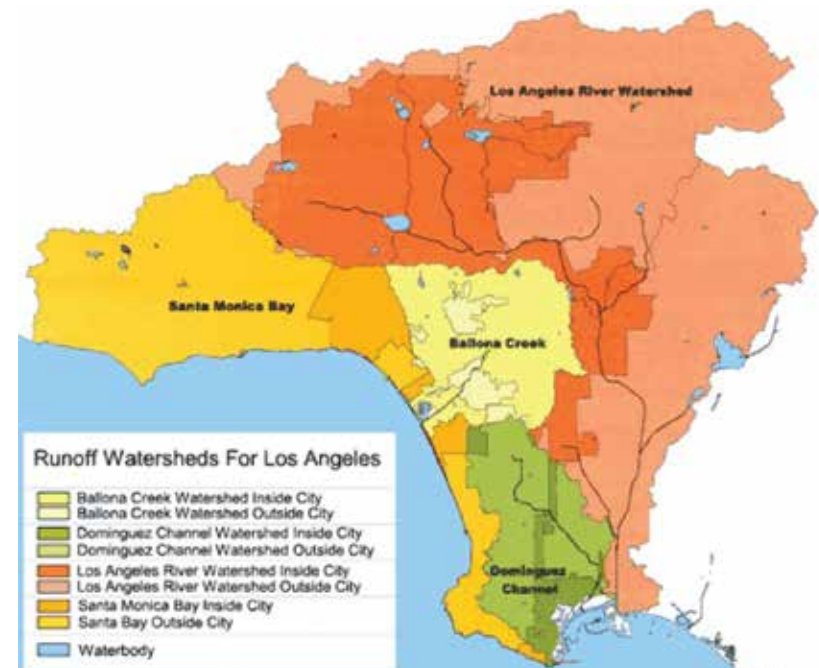 Los Angeles River Watershed
Santa Monica Bay
Ballona Creek
Dominguez
Channel
Runoff Watersheds For Los Angeles
Ballona Creek Watershed Inside City
Ballona Creek Watershed Outside City
Dominguez Channel Watershed Inside City
Dominguez Channel Watershed Outside City
Los Angeles River Watershed Inside City
Los Angeles River Watershed Outside City
Santa Monica Bay Inside City
Santa Bay Outside City
Waterbody